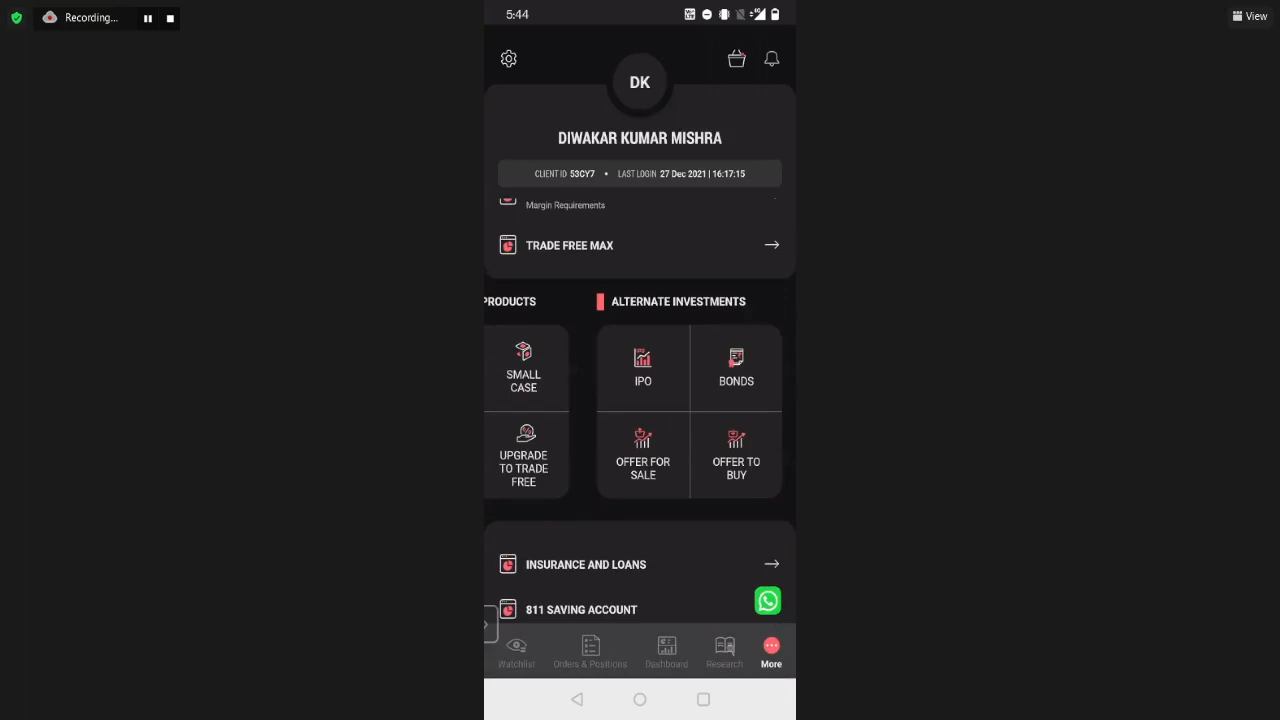 Recording...
View
5:44
DK
DIWAKAR KUMAR MISHRA
CLIENT ID 53CY7 • LAST LOGIN 27 Dec 2021 | 16:17:15
Margin Requirements
TRADE FREE MAX
PRODUCTS
ALTERNATE INVESTMENTS
SMALL
CASE
IPO
BONDS
UPGRADE
TO TRADE
FREE
OFFER FOR
SALE
OFFER TO
BUY
INSURANCE AND LOANS
811 SAVING ACCOUNT
Watchlist
Orders & Positions
Dashboard
Research
More